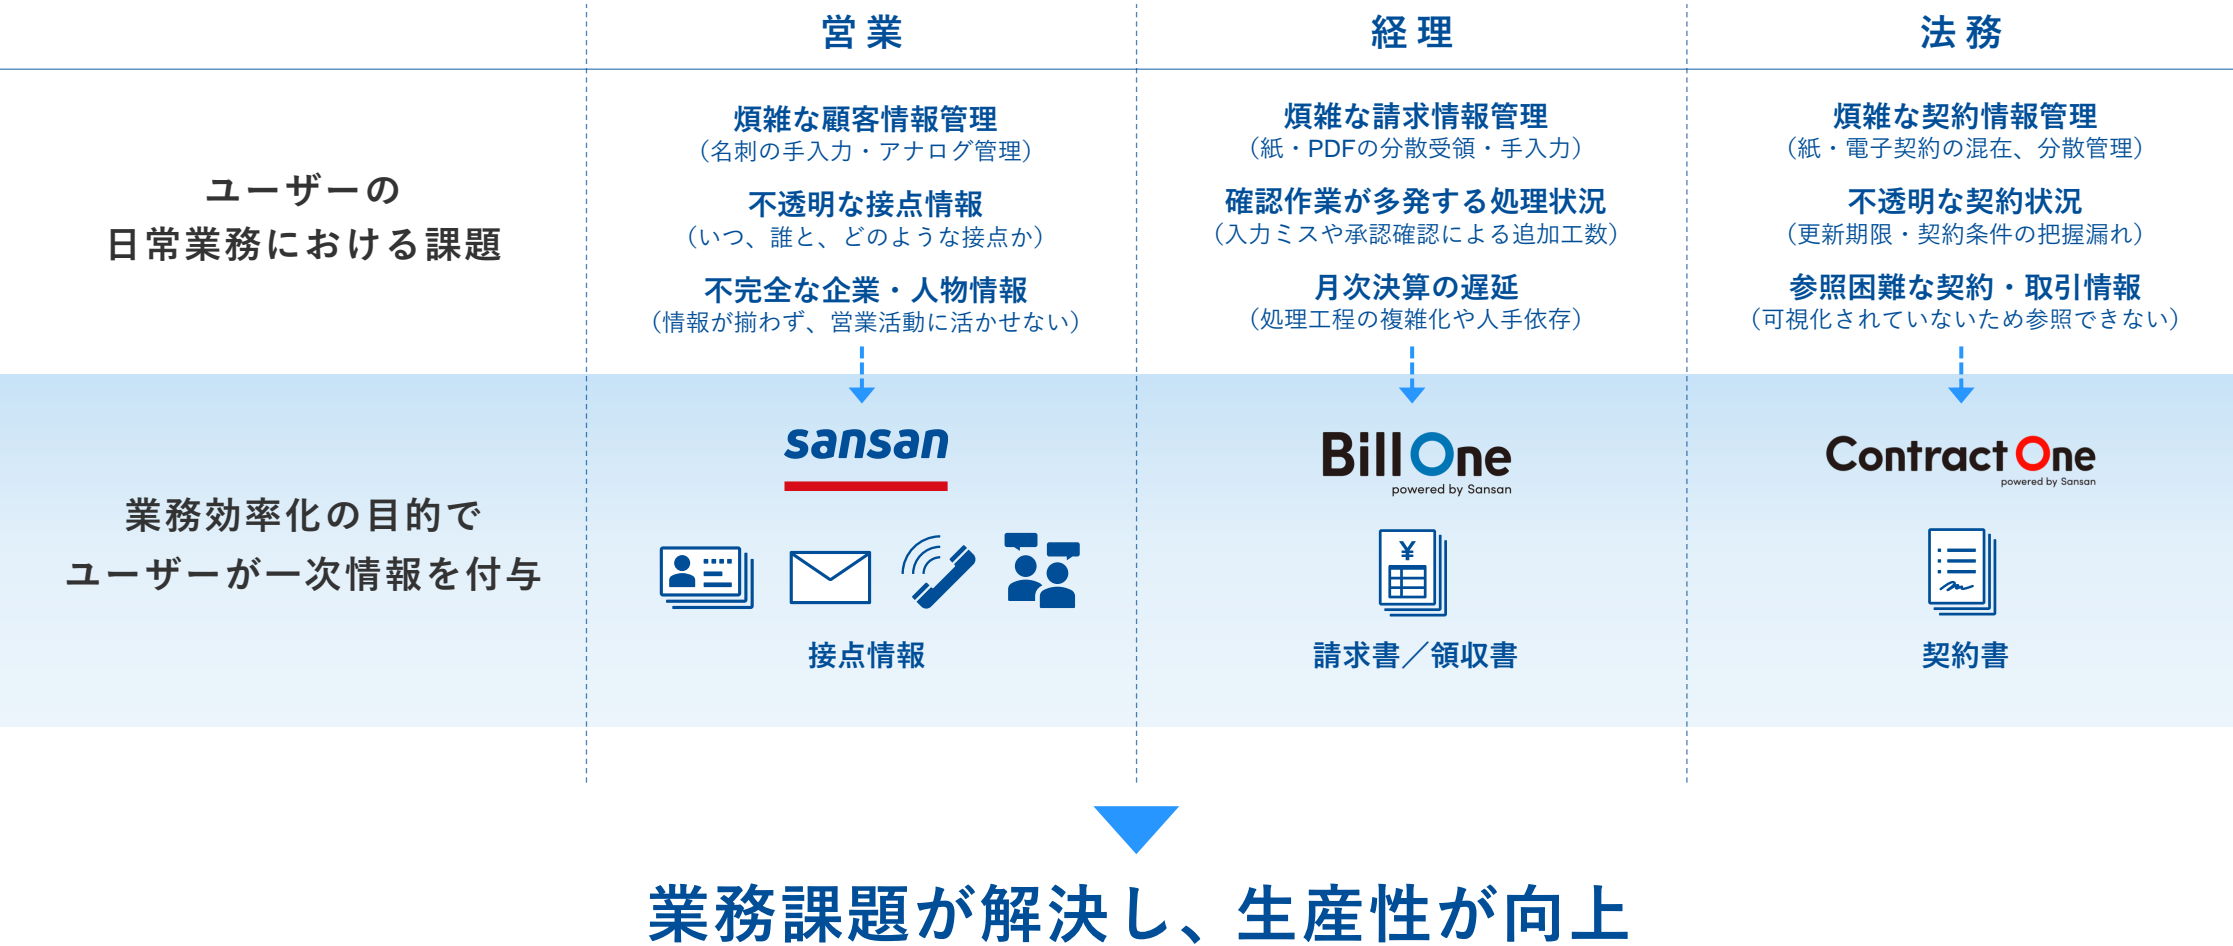 営業
経理
法務
ユーザーの
日常業務における課題
煩雑な顧客情報管理
（名刺の手入力・アナログ管理）
不透明な接点情報
（いつ、誰と、どのような接点か）
不完全な企業・人物情報
（情報が揃わず、営業活動に活かせない）
煩雑な請求情報管理
（紙・PDFの分散受領・手入力）
確認作業が多発する処理状況
（入力ミスや承認確認による追加工数）
月次決算の遅延
（処理工程の複雑化や人手依存）
煩雑な契約情報管理
（紙・電子契約の混在、分散管理）
不透明な契約状況
（更新期限・契約条件の把握漏れ）
参照困難な契約・取引情報
（可視化されていないため参照できない）
業務効率化の目的で
ユーザーが一次情報を付与
sansan
接点情報
Bill One
powered by Sansan
¥
請求書／領収書
Contract One
powered by Sansan
契約書
業務課題が解決し、生産性が向上